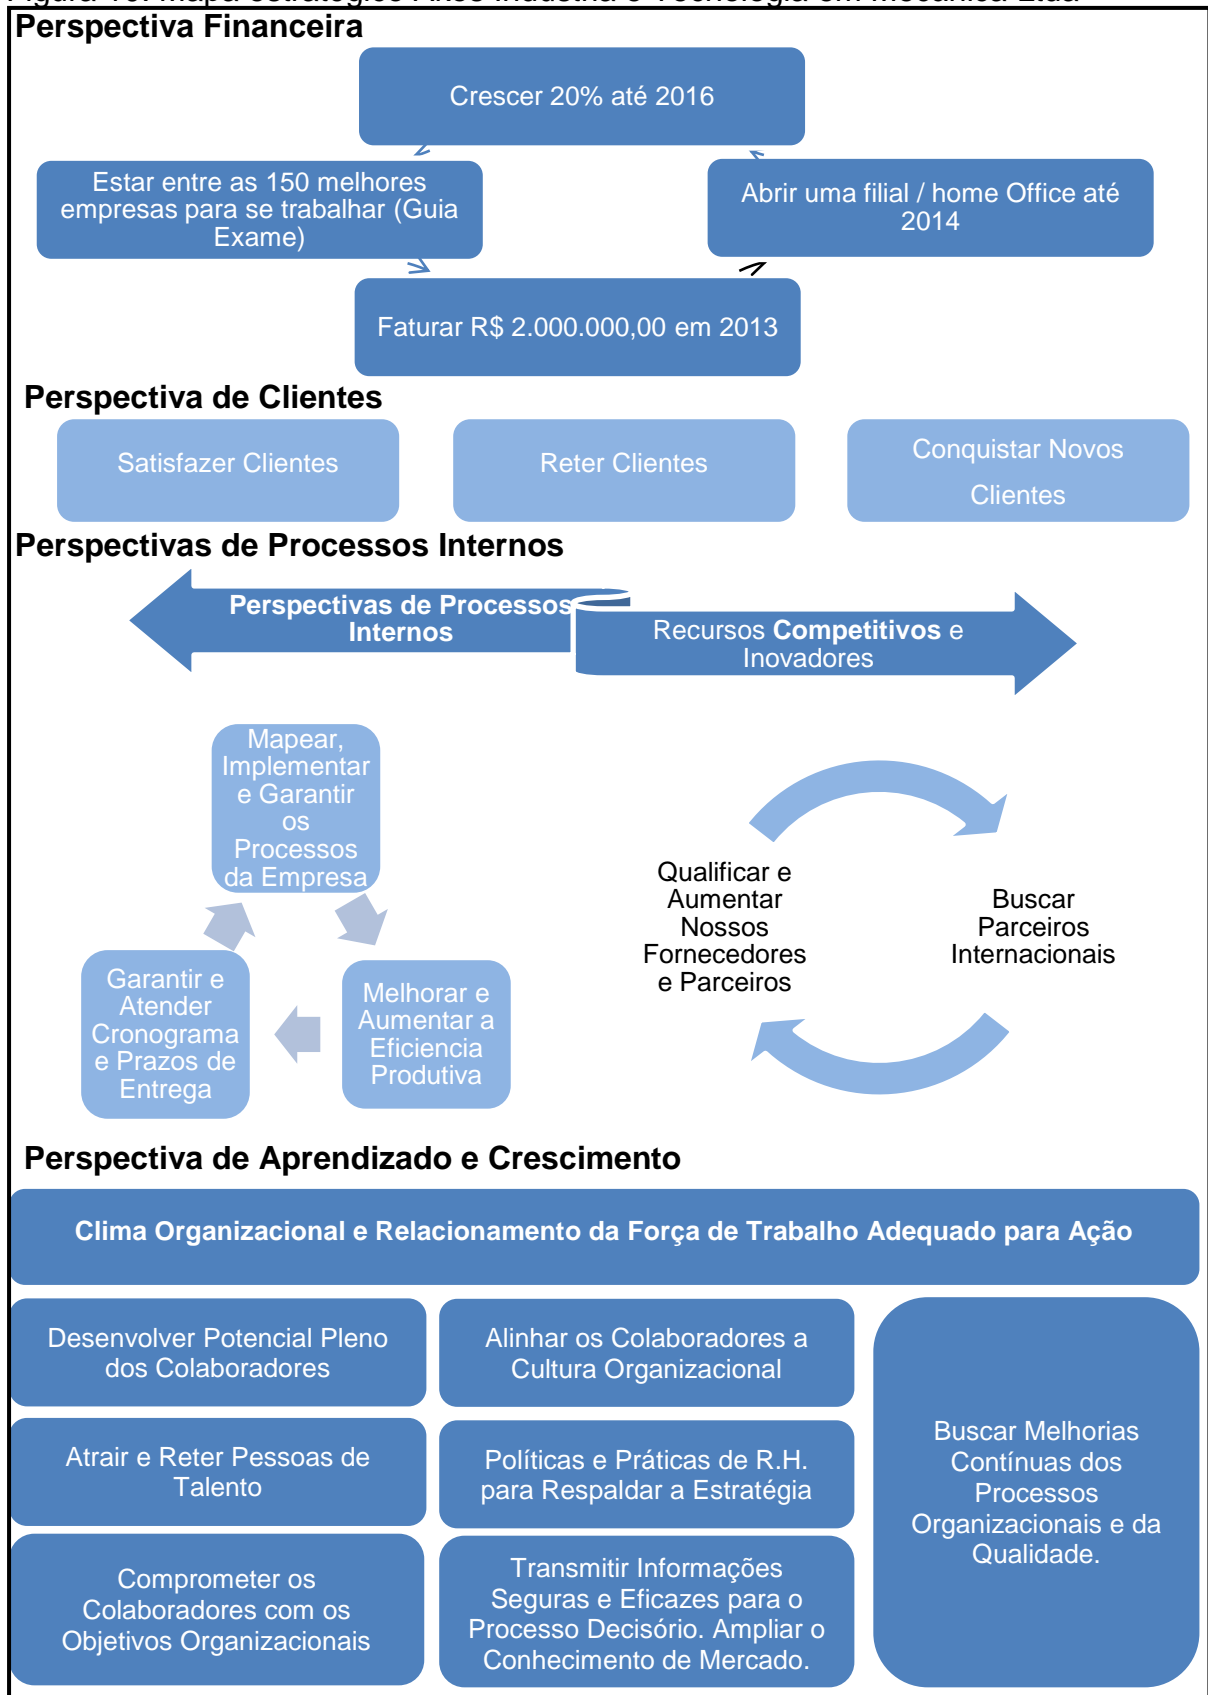 Perspectiva Financeira
Crescer 20% até 2016
Estar entre as 150 melhores
empresas para se trabalhar (Guia
Exame)
Abrir uma filial / home Office até
2014
Faturar R$ 2.000.000,00 em 2013
Perspectiva de Clientes
Satisfazer Clientes
Reter Clientes
Conquistar Novos
Clientes
Perspectivas de Processos Internos
Perspectivas de Processos
Internos
Recursos Competitivos e
Inovadores
Mapear,
Implementar
e Garantir
os
Processos
da Empresa
Garantir e
Atender
Cronograma
e Prazos de
Entrega
Melhorar e
Aumentar a
Eficiencia
Produtiva
Qualificar e
Aumentar
Nossos
Fornecedores
e Parceiros
Buscar
Parceiros
Internacionais
Perspectiva de Aprendizado e Crescimento
Clima Organizacional e Relacionamento da Força de Trabalho Adequado para Ação
Desenvolver Potencial Pleno
dos Colaboradores
Alinhar os Colaboradores a
Cultura Organizacional
Atrair e Reter Pessoas de
Talento
Políticas e Práticas de R.H.
para Respaldar a Estratégia
Comprometer os
Colaboradores com os
Objetivos Organizacionais
Transmitir Informações
Seguras e Eficazes para o
Processo Decisório. Ampliar o
Conhecimento de Mercado.
Buscar Melhorias
Contínuas dos
Processos
Organizacionais e da
Qualidade.